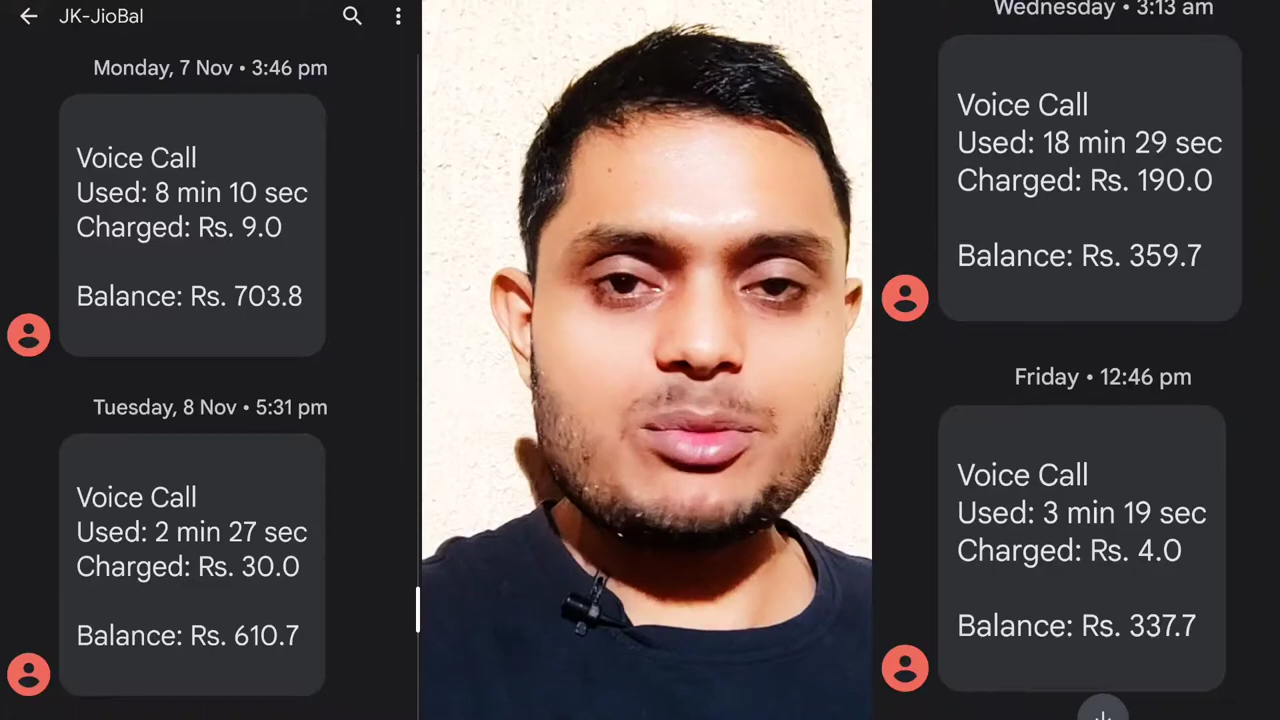 JK-JioBal
Monday, 7 Nov • 3:46 pm
Voice Call
Used: 8 min 10 sec
Charged: Rs. 9.0
Balance: Rs. 703.8
Tuesday, 8 Nov • 5:31 pm
Voice Call
Used: 2 min 27 sec
Charged: Rs. 30.0
Balance: Rs. 610.7
Wednesday • 3:13 am
Voice Call
Used: 18 min 29 sec
Charged: Rs. 190.0
Balance: Rs. 359.7
Friday • 12:46 pm
Voice Call
Used: 3 min 19 sec
Charged: Rs. 4.0
Balance: Rs. 337.7